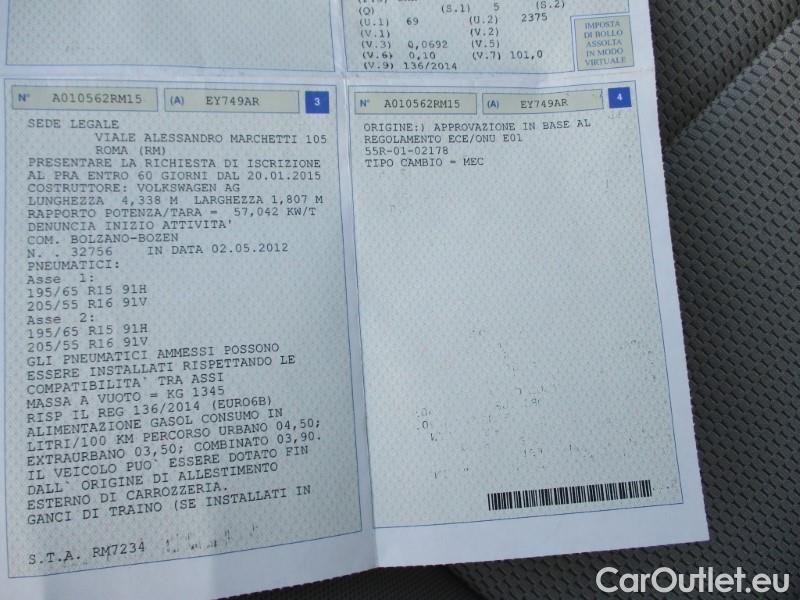 (Q) (S.1) 5 (S.2)
(U.1) 69 (U.2) 2375
(V.1) (V.2)
(V.3) 0,0692 (V.5)
(V.6) 0,10 (V.7) 101,0
(V.9) 136/2014
IMPOSTA
DI BOLLO
ASSOLTA
IN MODO
VIRTUALE
N° A010562RM15 (A) EY749AR 3
SEDE LEGALE
VIALE ALESSANDRO MARCHETTI 105
ROMA (RM)
PRESENTARE LA RICHIESTA DI ISCRIZIONE
AL PRA ENTRO 60 GIORNI DAL 20.01.2015
COSTRUTTORE: VOLKSWAGEN AG
LUNGHEZZA 4,338 M LARGHEZZA 1,807 M
RAPPORTO POTENZA/TARA = 57,042 KW/T
DENUNCIA INIZIO ATTIVITA'
COM. BOLZANO-BOZEN
N. . 32756 IN DATA 02.05.2012
PNEUMATICI:
Asse 1:
195/65 R15 91H
205/55 R16 91V
Asse 2:
195/65 R15 91H
205/55 R16 91V
GLI PNEUMATICI AMMESSI POSSONO
ESSERE INSTALLATI RISPETTANDO LE
COMPATIBILITA` TRA ASSI
MASSA A VUOTO = KG 1345
RISP IL REG 136/2014 (EURO6B)
ALIMENTAZIONE GASOL CONSUMO IN
LITRI/100 KM PERCORSO URBANO 04,50;
EXTRAURBANO 03,50; COMBINATO 03,90.
IL VEICOLO PUO` ESSERE DOTATO FIN
DALL` ORIGINE DI ALLESTIMENTO
ESTERNO DI CARROZZERIA.
GANCI DI TRAINO (SE INSTALLATI IN
S.T.A. RM7234
N° A010562RM15 (A) EY749AR 4
ORIGINE:) APPROVAZIONE IN BASE AL
REGOLAMENTO ECE/ONU E01
55R-01-02178
TIPO CAMBIO = MEC
CarOutlet.eu